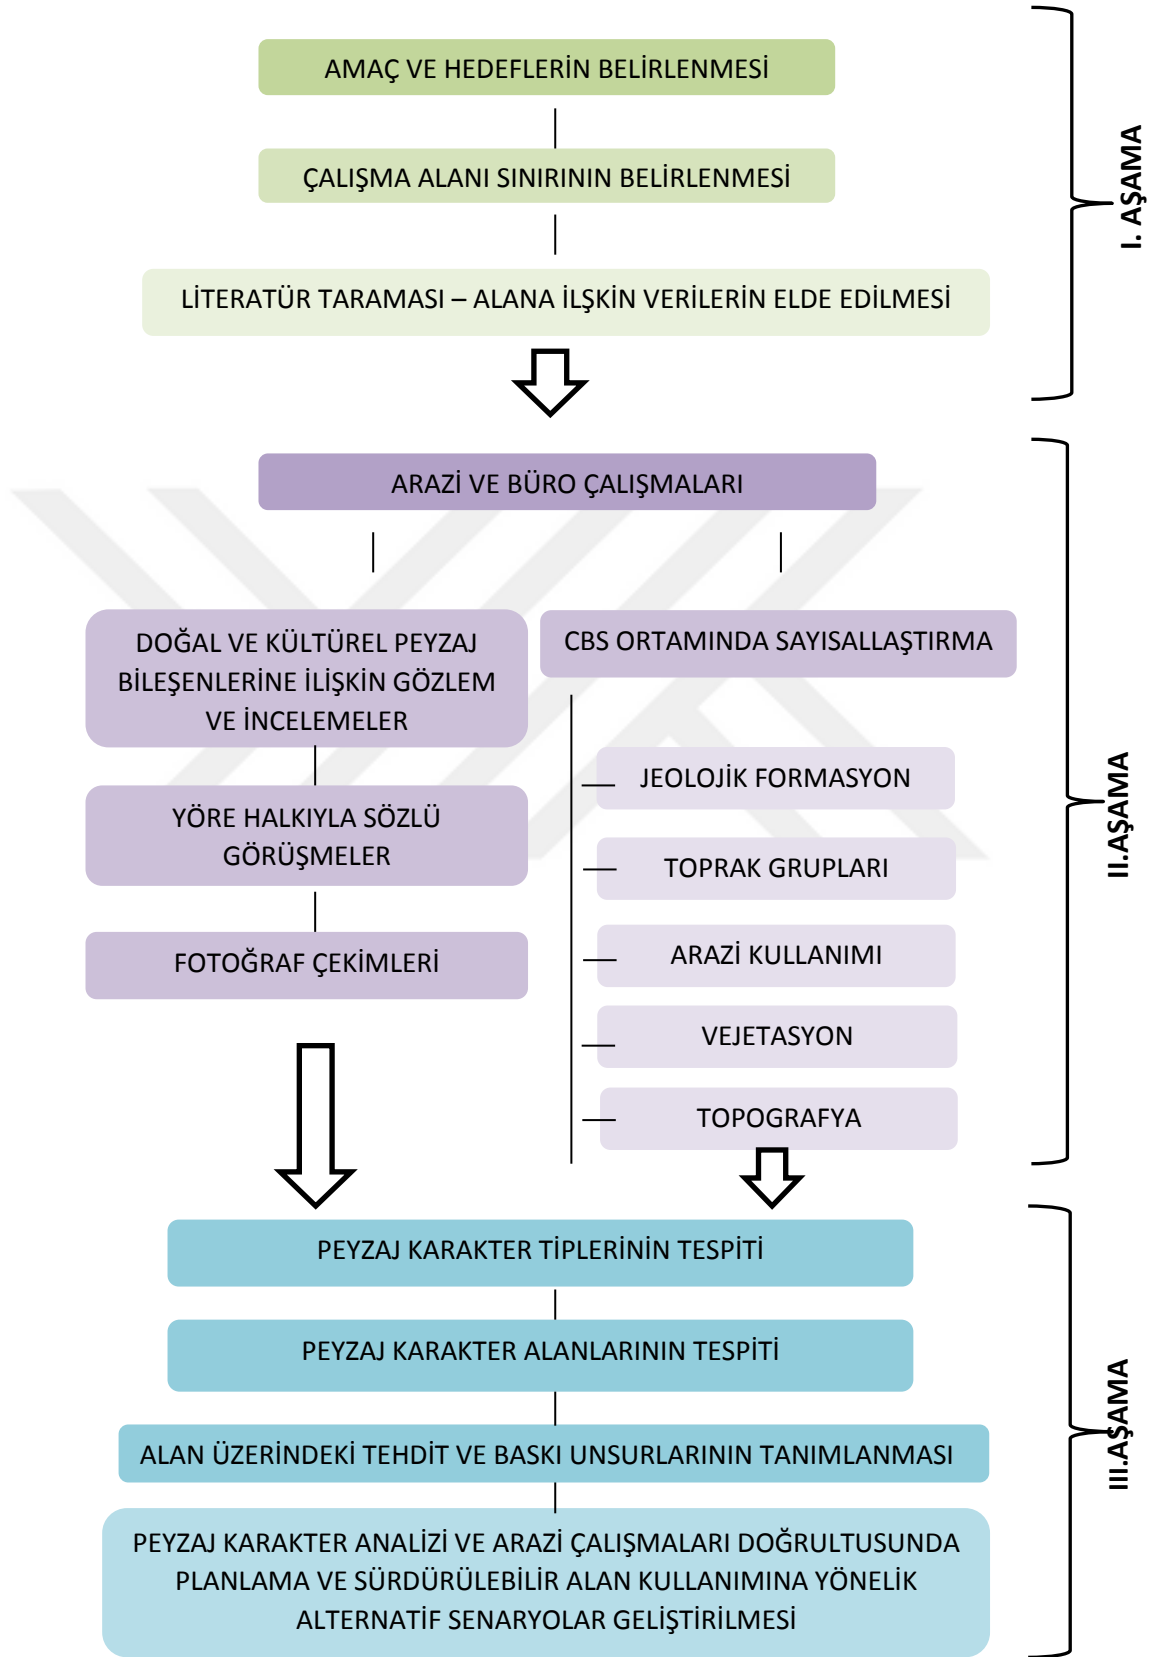 AMAÇ VE HEDEFLERİN BELİRLENMESİ
ÇALIŞMA ALANI SINIRININ BELİRLENMESİ
LİTERATÜR TARAMASI – ALANA İLŞKİN VERİLERİN ELDE EDİLMESİ
I. AŞAMA
ARAZİ VE BÜRO ÇALIŞMALARI
DOĞAL VE KÜLTÜREL PEYZAJ
BİLEŞENLERİNE İLİŞKİN GÖZLEM
VE İNCELEMELER
YÖRE HALKIYLA SÖZLÜ
GÖRÜŞMELER
FOTOĞRAF ÇEKİMLERİ
CBS ORTAMINDA SAYISALLAŞTIRMA
JEOLOJİK FORMASYON
TOPRAK GRUPLARI
ARAZİ KULLANIMI
VEJETASYON
TOPOGRAFYA
II.AŞAMA
PEYZAJ KARAKTER TİPLERİNİN TESPİTİ
PEYZAJ KARAKTER ALANLARININ TESPİTİ
ALAN ÜZERİNDEKİ TEHDİT VE BASKI UNSURLARININ TANIMLANMASI
PEYZAJ KARAKTER ANALİZİ VE ARAZİ ÇALIŞMALARI DOĞRULTUSUNDA
PLANLAMA VE SÜRDÜRÜLEBİLİR ALAN KULLANIMINA YÖNELİK
ALTERNATİF SENARYOLAR GELİŞTİRİLMESİ
III.AŞAMA